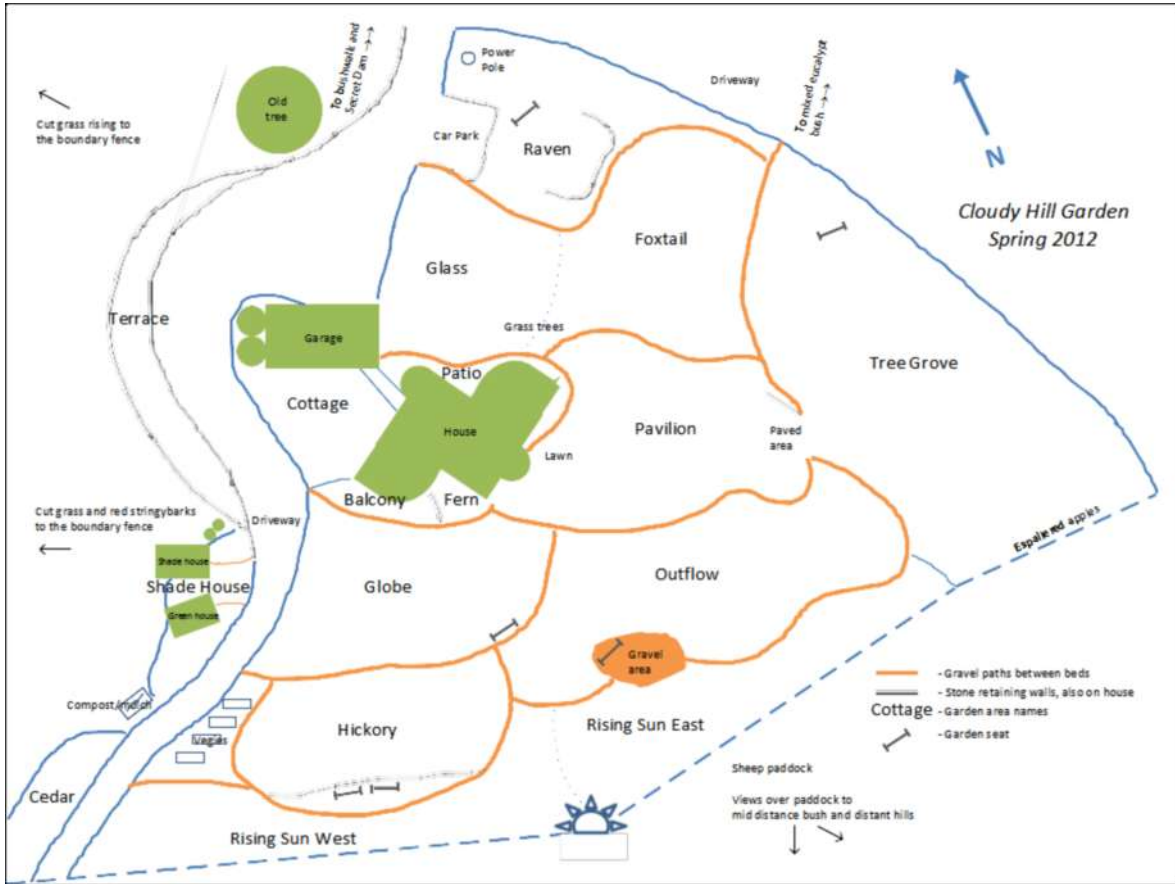 To bushwalk and
Secret Dam →→
Power
Pole
Driveway
To mixed eucalypt
bush →→
Old
tree
Cut grass rising to
the boundary fence
Car Park
Raven
N
Cloudy Hill Garden
Spring 2012
Foxtail
Glass
Terrace
Garage
Grass trees
Tree Grove
Patio
Cottage
House
Pavilion
Paved
area
Lawn
Balcony
Fern
Cut grass and red stringybarks
to the boundary fence
Driveway
Espaliered apples
Shade house
Shade House
Green house
Globe
Outflow
Gravel
area
- Gravel paths between beds
- Stone retaining walls, also on house
Cottage - Garden area names
- Garden seat
Compost/mulch
Vegies
Hickory
Rising Sun East
Sheep paddock
Cedar
Views over paddock to
mid distance bush and distant hills
Rising Sun West